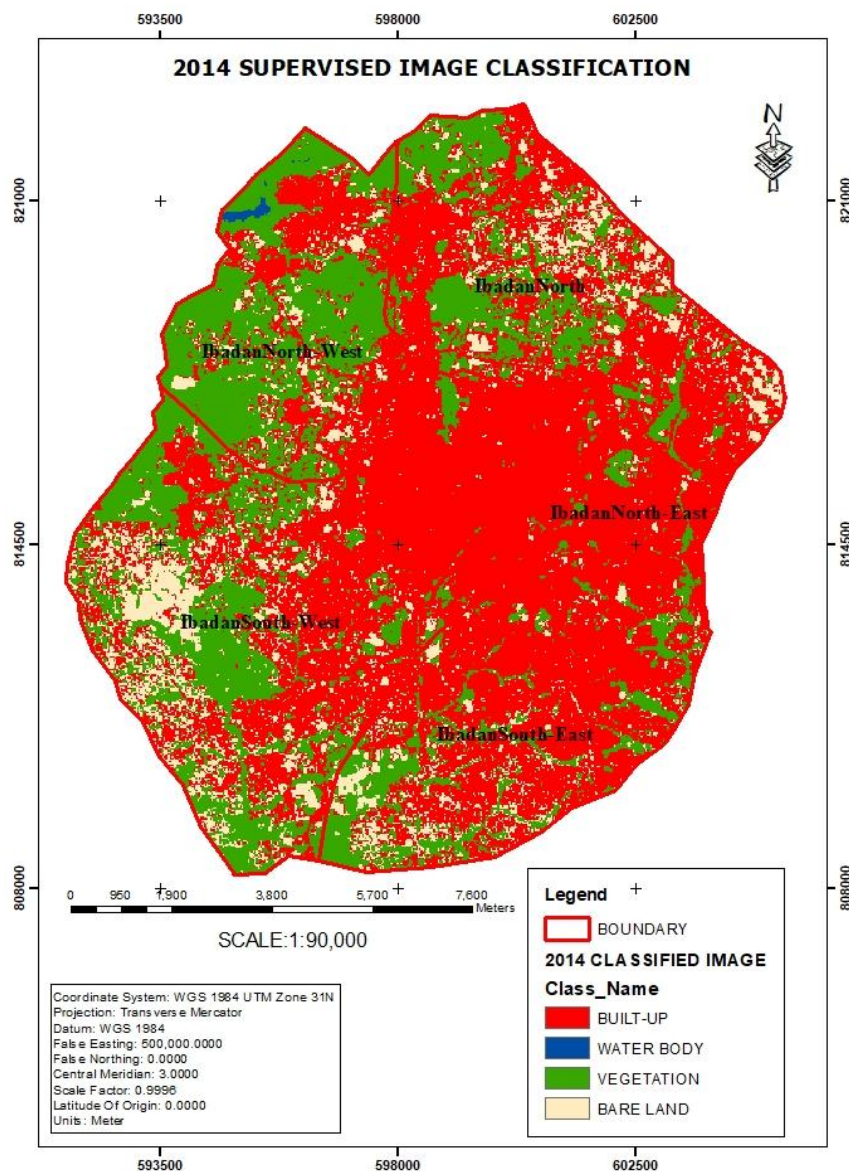 593500 598000 602500
2014 SUPERVISED IMAGE CLASSIFICATION
N
821000 821000
IbadanNorth
IbadanNorth-West
IbadanNorth-East
814500 814500
IbadanSouth-West
IbadanSouth-East
808000 808000
0 950 1,900 3,800 5,700 7,600
Meters
SCALE:1:90,000
Coordinate System: WGS 1984 UTM Zone 31N
Projection: Transverse Mercator
Datum: WGS 1984
False Easting: 500,000.0000
False Northing: 0.0000
Central Meridian: 3.0000
Scale Factor: 0.9996
Latitude Of Origin: 0.0000
Units: Meter
Legend
BOUNDARY
2014 CLASSIFIED IMAGE
Class_Name
BUILT-UP
WATER BODY
VEGETATION
BARE LAND
593500 598000 602500